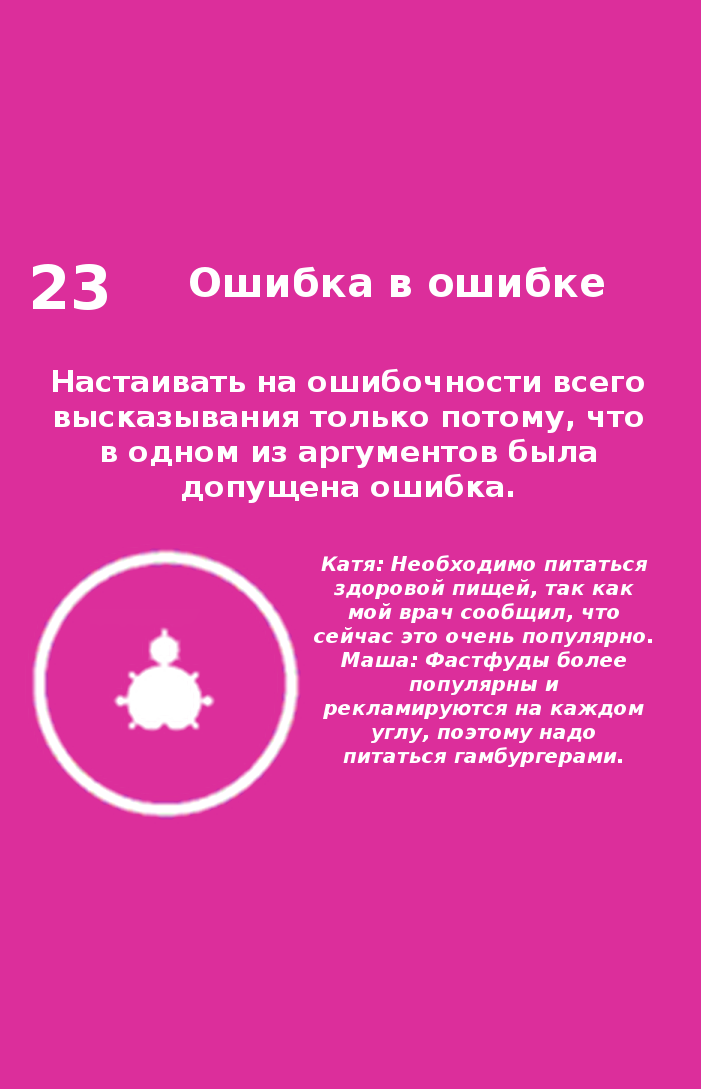 23 Ошибка в ошибке
Настаивать на ошибочности всего
высказывания только потому, что
в одном из аргументов была
допущена ошибка.
Катя: Необходимо питаться
здоровой пищей, так как
мой врач сообщил, что
сейчас это очень популярно.
Маша: Фастфуды более
популярны и
рекламируются на каждом
углу, поэтому надо
питаться гамбургерами.